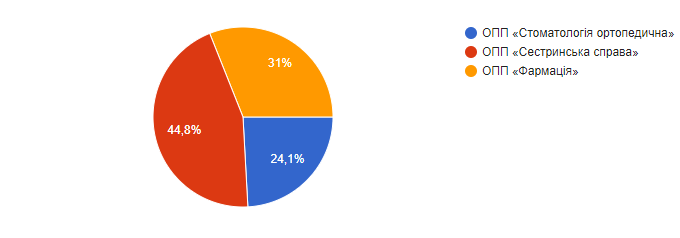 ОПП «Стоматологія ортопедична»
ОПП «Сестринська справа»
ОПП «Фармація»
31%
44,8%
24,1%